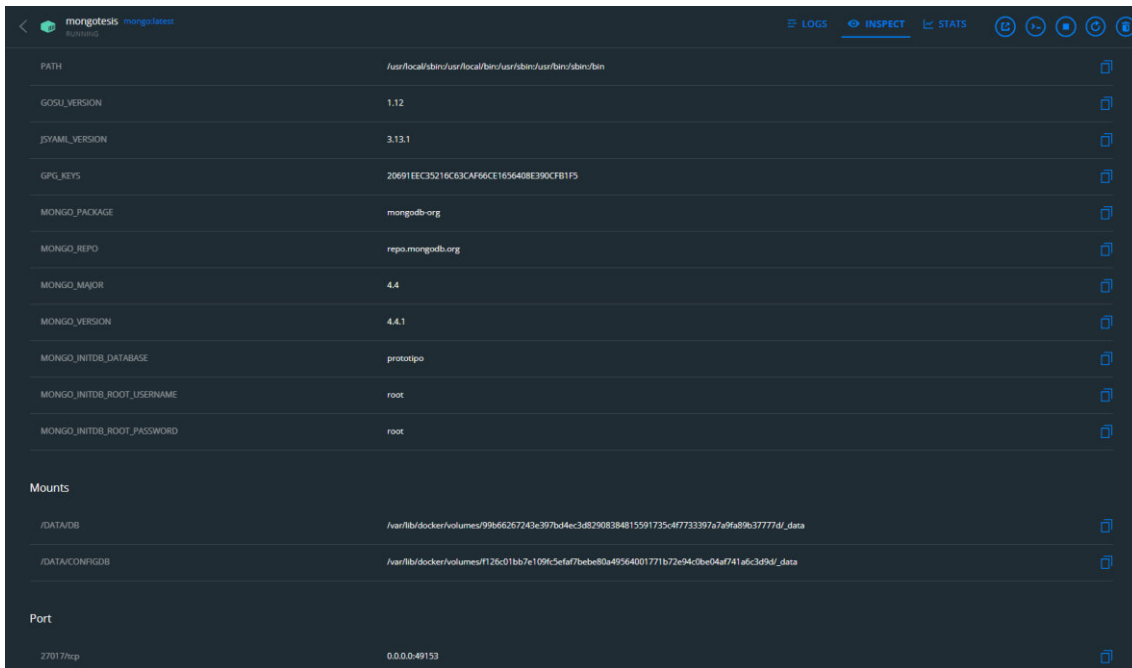 mongotesis mongo:latest
RUNNING
LOGS INSPECT STATS
PATH /usr/local/sbin:/usr/local/bin:/usr/sbin:/usr/bin:/sbin:/bin
GOSU_VERSION 1.12
JSYAML_VERSION 3.13.1
GPG_KEYS 20691EEC35216C63CAF66CE1656408E390CFB1F5
MONGO_PACKAGE mongodb-org
MONGO_REPO repo.mongodb.org
MONGO_MAJOR 4.4
MONGO_VERSION 4.4.1
MONGO_INITDB_DATABASE prototipo
MONGO_INITDB_ROOT_USERNAME root
MONGO_INITDB_ROOT_PASSWORD root
Mounts
/DATA/DB /var/lib/docker/volumes/99b66267243e397bd4ec3d82908384815591735c4f7733397a7a9fa89b37777d/_data
/DATA/CONFIGDB /var/lib/docker/volumes/f126c01bb7e109fc5efaf7bebe80a49564001771b72e94c0be04af741a6c3d9d/_data
Port
27017/tcp 0.0.0.0:49153